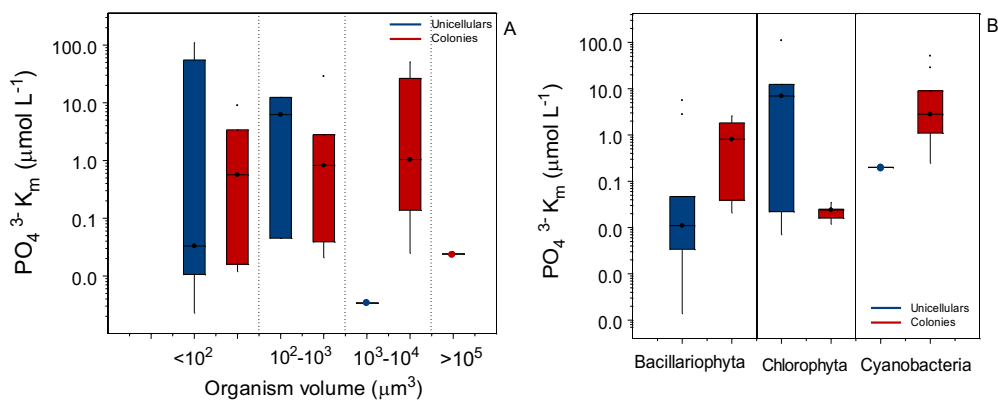 A
Unicellulars
Colonies
PO₄ ³⁻ Kₘ (μmol L⁻¹)
100.0
10.0
1.0
0.1
0.0
<10²
10²-10³
10³-10⁴
>10⁵
Organism volume (μm³)
B
PO₄ ³⁻ Kₘ (μmol L⁻¹)
100.0
10.0
1.0
0.1
0.0
0.0
0.0
Unicellulars
Colonies
Bacillariophyta
Chlorophyta
Cyanobacteria